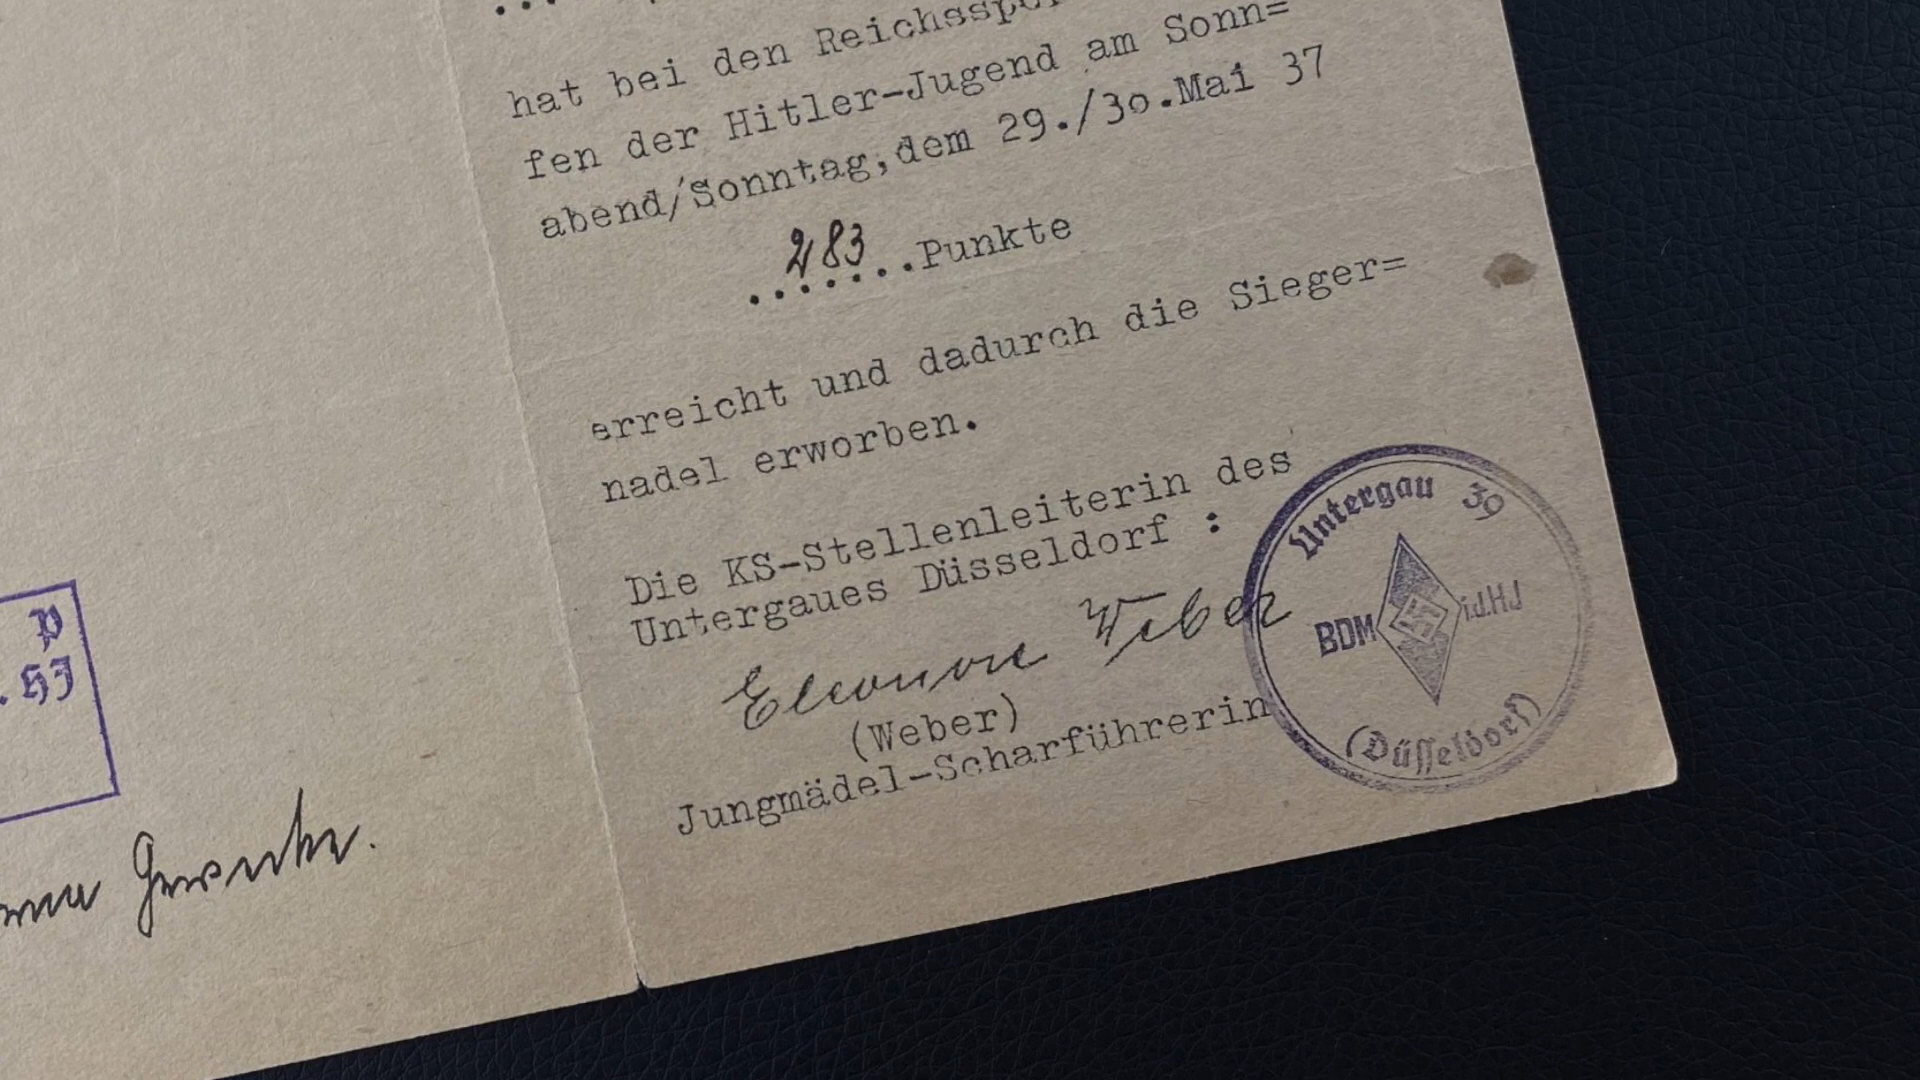 hat bei den
fen der Hitler-Jugend am Sonn=
abend/Sonntag,dem 29./30.Mai 37
283 Punkte
erreicht und dadurch die Sieger=
nadel erworben.
Die KS-Stellenleiterin des
Untergaues Düsseldorf :
Eleonore Weber
(Weber)
Jungmädel-Scharführerin
Untergau 39
BDM i.d.HJ
(Düsseldorf)
P
HJ